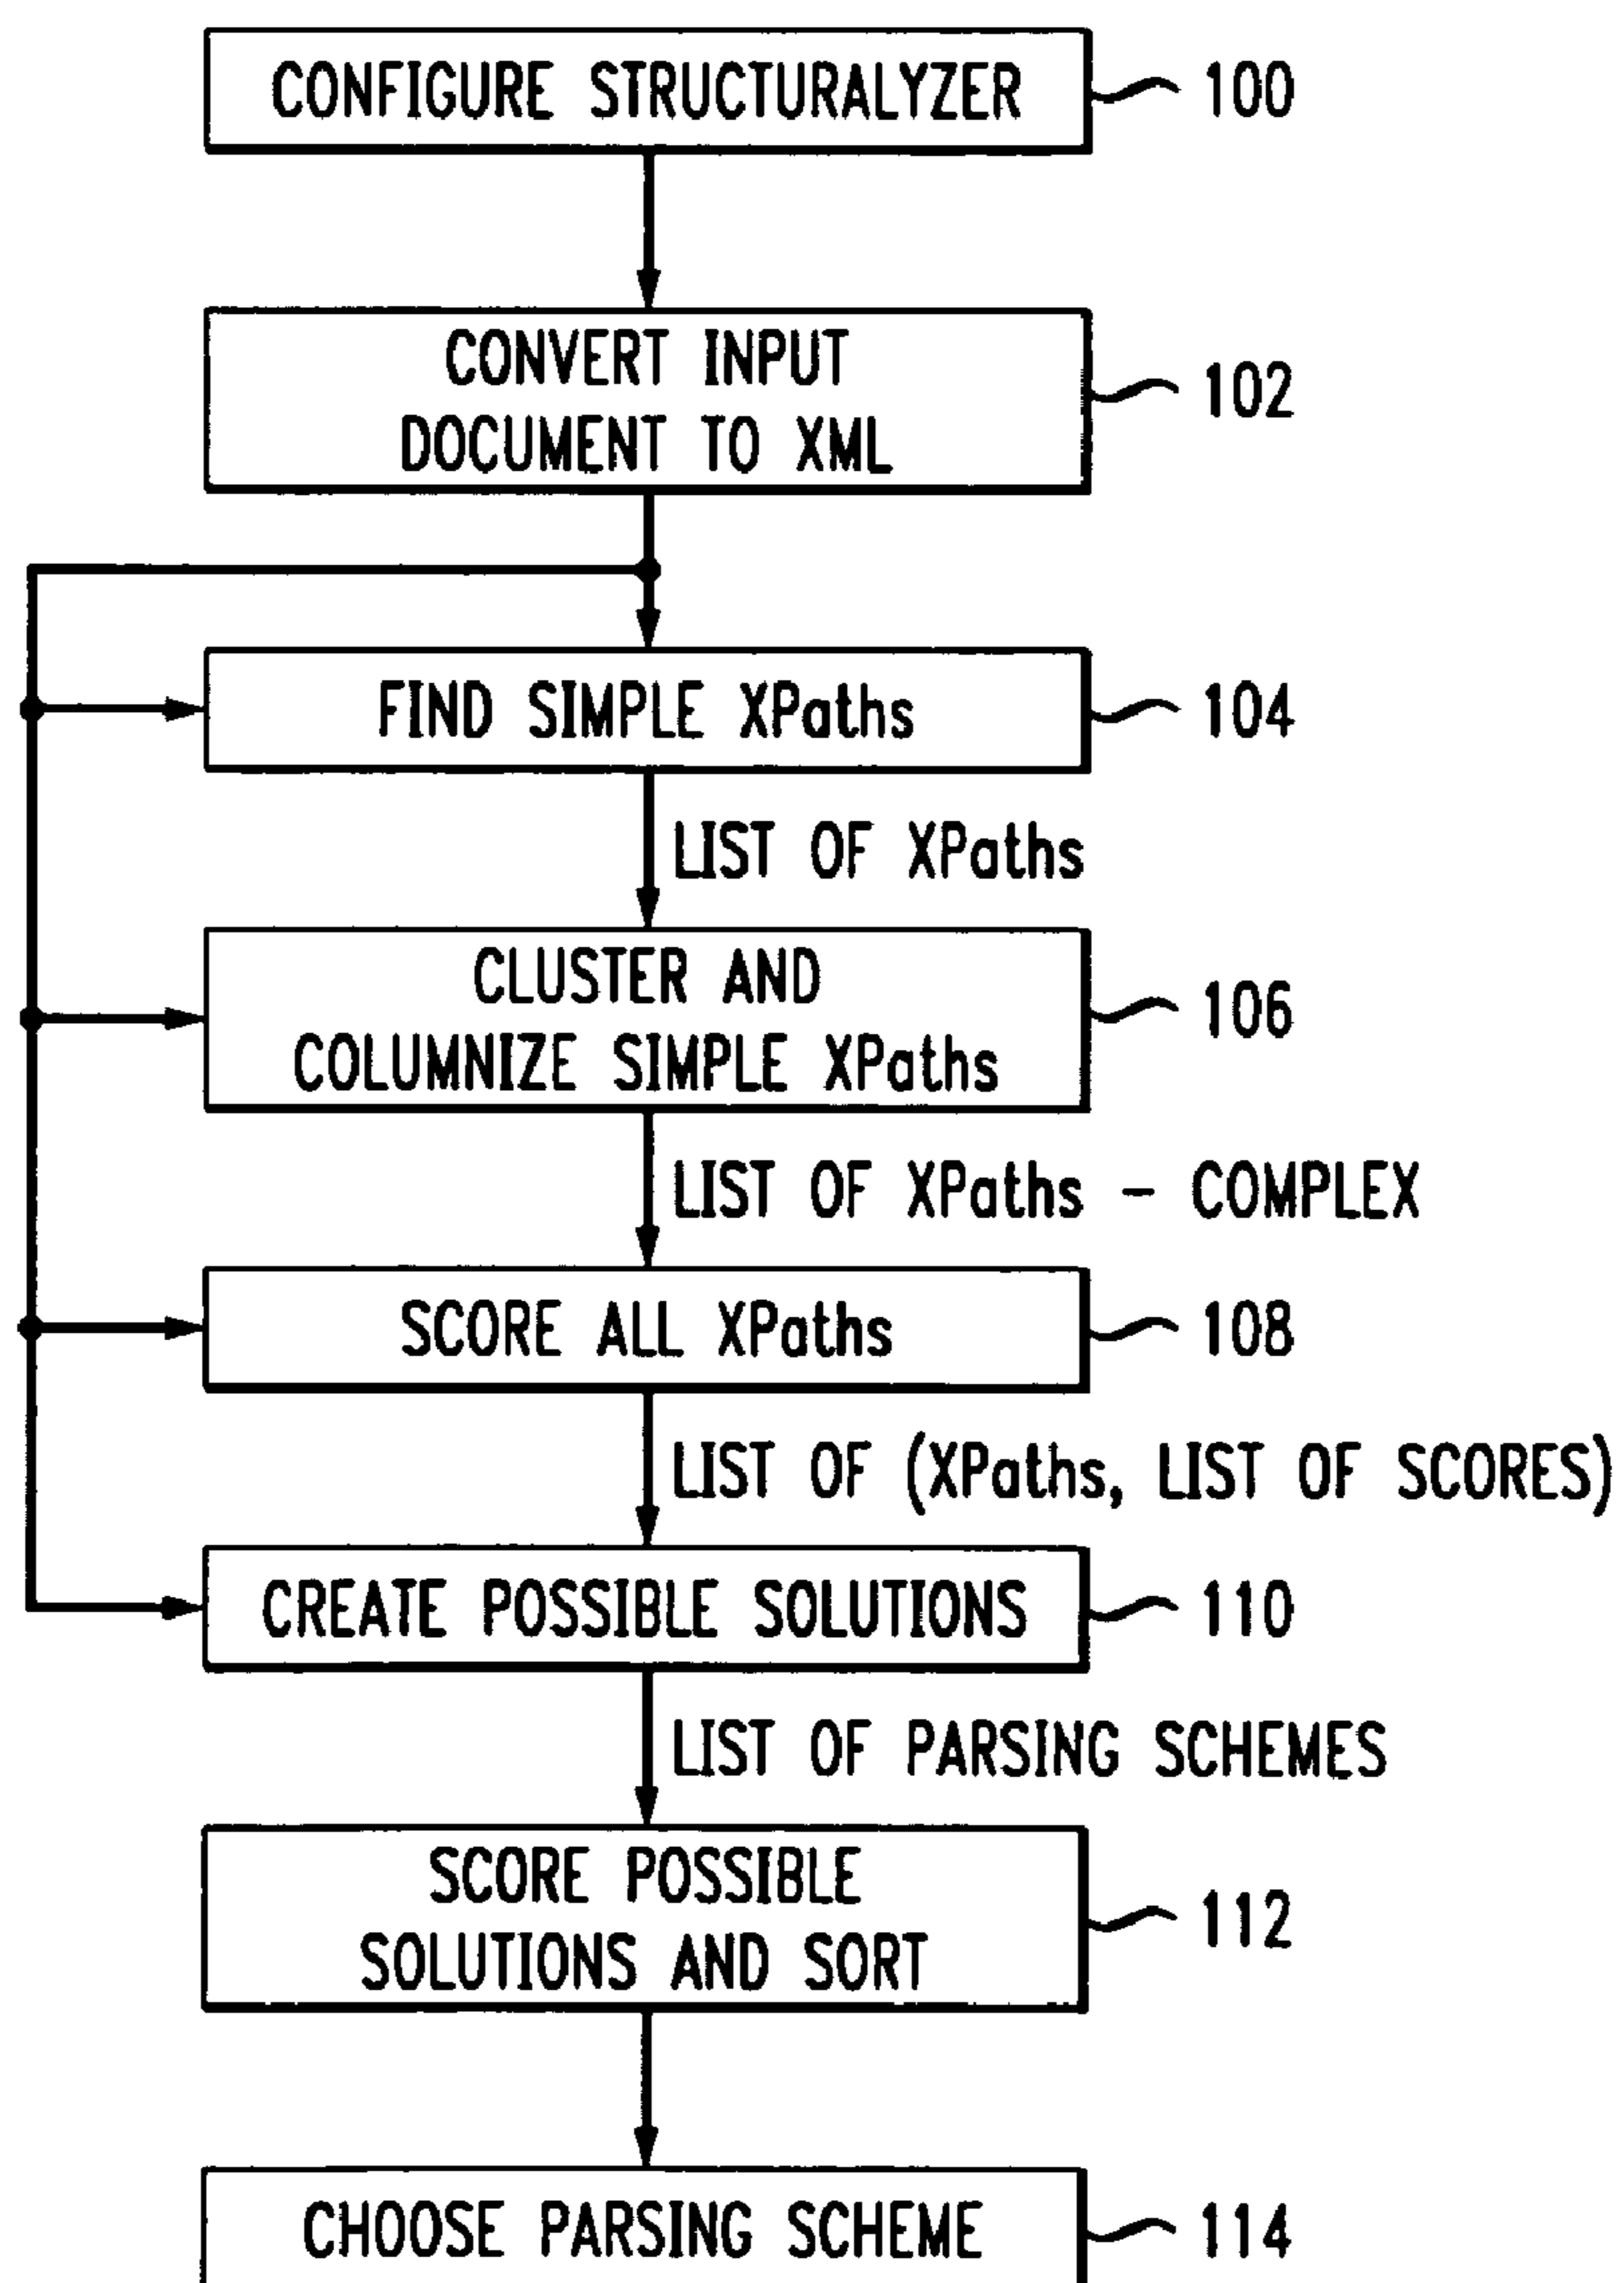 CONFIGURE STRUCTURALYZER
100
CONVERT INPUT
DOCUMENT TO XML
102
FIND SIMPLE XPaths
104
LIST OF XPaths
CLUSTER AND
COLUMNIZE SIMPLE XPaths
106
LIST OF XPaths - COMPLEX
SCORE ALL XPaths
108
LIST OF (XPaths, LIST OF SCORES)
CREATE POSSIBLE SOLUTIONS
110
LIST OF PARSING SCHEMES
SCORE POSSIBLE
SOLUTIONS AND SORT
112
CHOOSE PARSING SCHEME
114